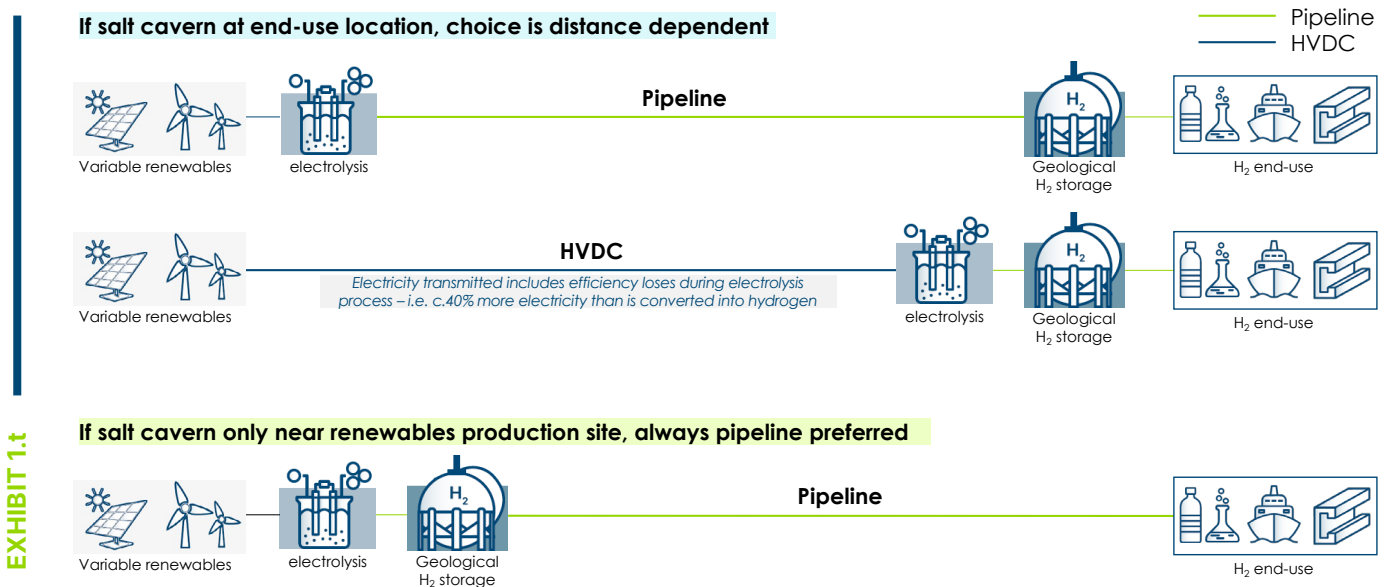 If salt cavern at end-use location, choice is distance dependent
Pipeline
HVDC
Pipeline
H₂
Variable renewables
electrolysis
Geological
H₂ storage
H₂ end-use
HVDC
Electricity transmitted includes efficiency loses during electrolysis
process – i.e. c.40% more electricity than is converted into hydrogen
H₂
Variable renewables
electrolysis
Geological
H₂ storage
H₂ end-use
EXHIBIT 1.t
If salt cavern only near renewables production site, always pipeline preferred
H₂
Pipeline
Variable renewables
electrolysis
Geological
H₂ storage
H₂ end-use